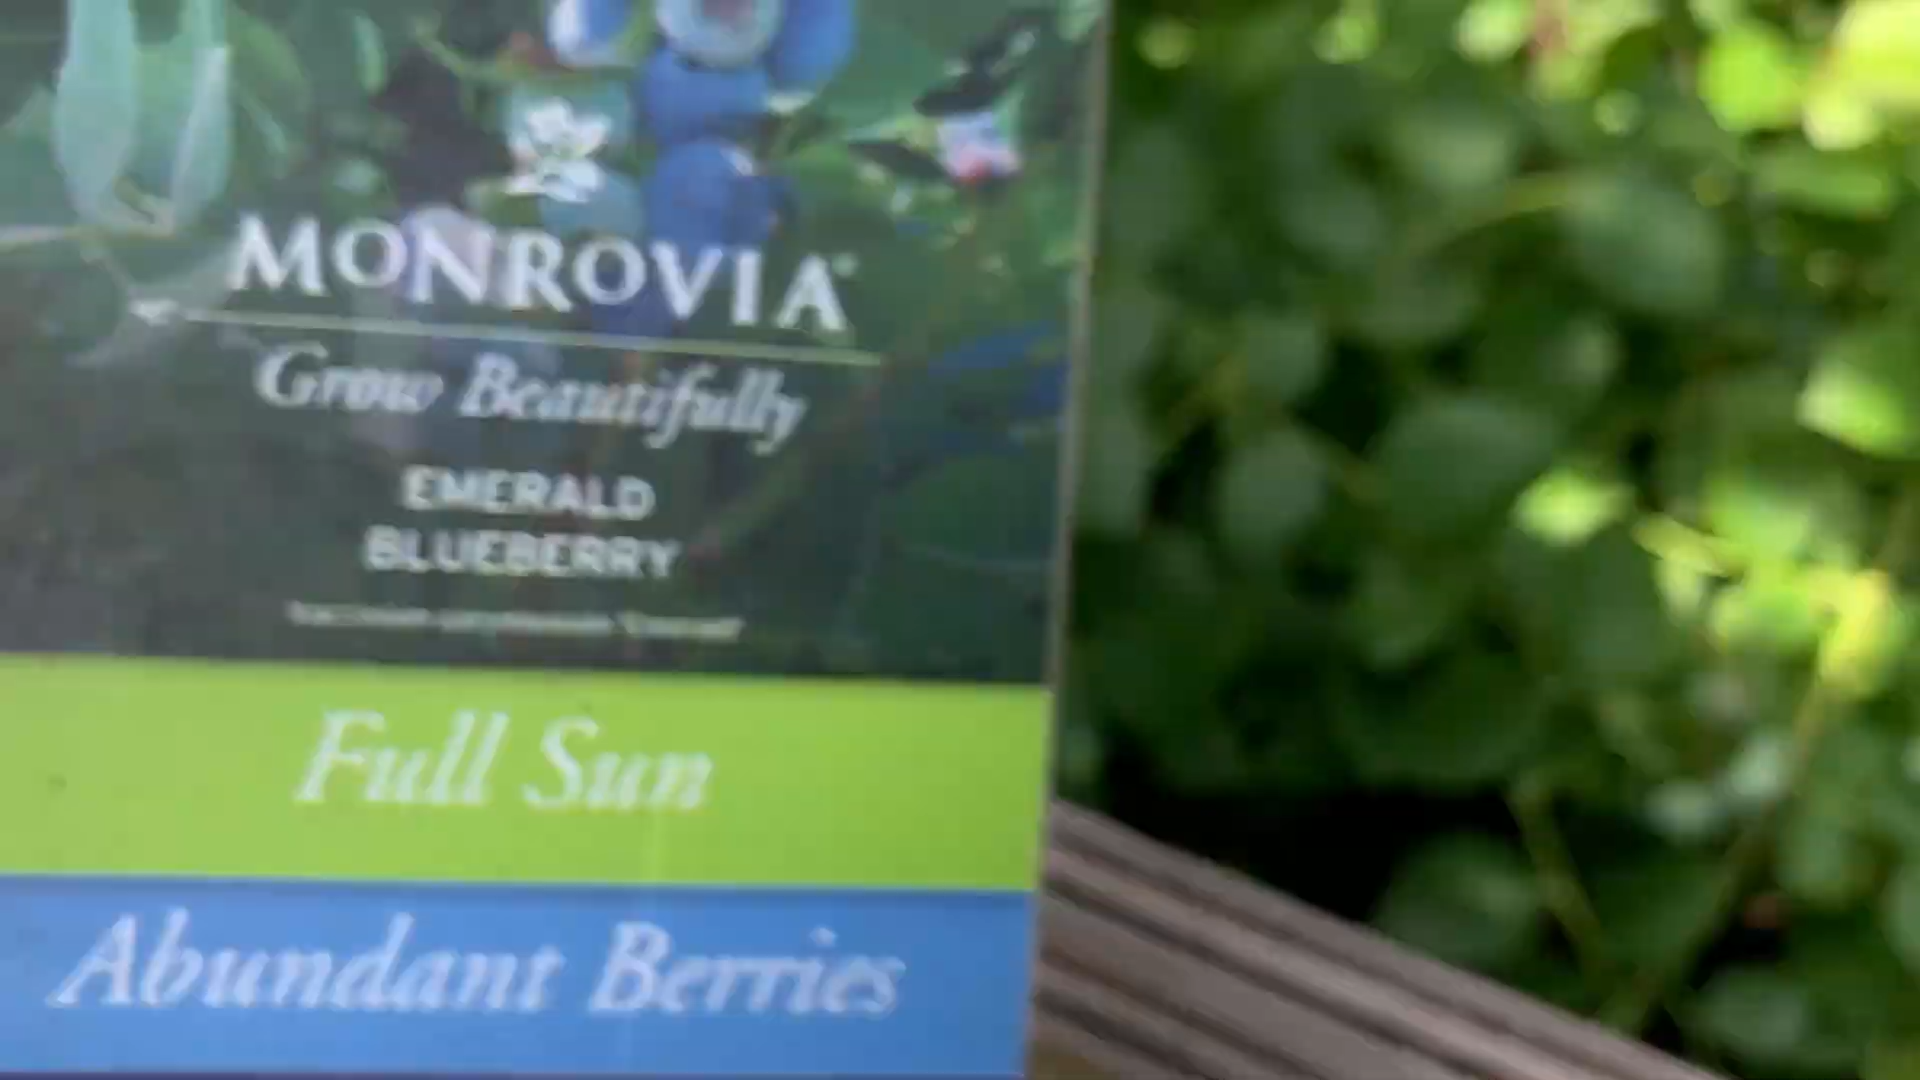 MONROVIA
Grow Beautifully
EMERALD
BLUEBERRY
Full Sun
Abundant Berries